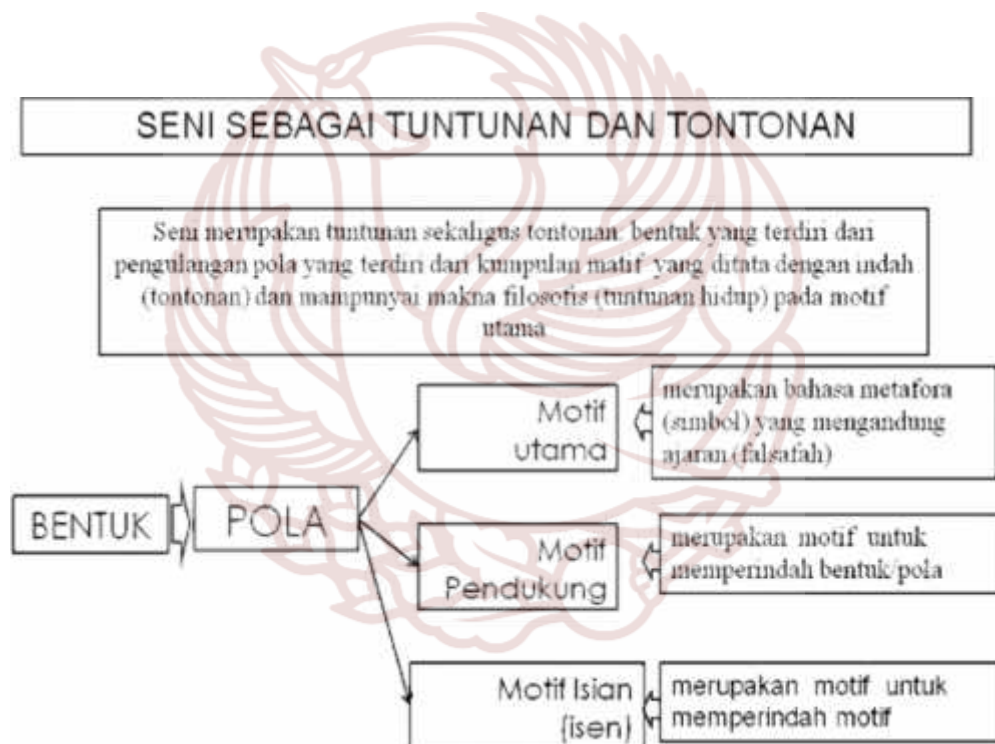 SENI SEBAGAI TUNTUNAN DAN TONTONAN
Seni merupakan tuntunan sekaligus tontonan, bentuk yang terdiri dari
pengulangan pola yang terdiri dari kumpulan matif yang ditata dengan indah
(tontonan) dan mampunyai makna filosofis (tuntunan hidup) pada motif
utama
Motif
utama
merupakan bahasa metafora
(simbol) yang mengandung
ajaran (falsafah)
BENTUK
POLA
Motif
Pendukung
merupakan motif untuk
memperindah bentuk/pola
Motif Isian
(isen)
merupakan motif untuk
memperindah motif